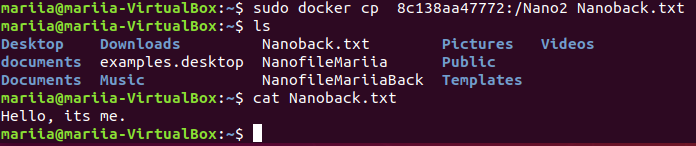 mariia@mariia-VirtualBox:~$ sudo docker cp  8c138aa47772:/Nano2 Nanoback.txt
mariia@mariia-VirtualBox:~$ ls
Desktop    Downloads         Nanoback.txt        Pictures   Videos
documents  examples.desktop  NanofileMariia      Public
Documents  Music             NanofileMariiaBack  Templates
mariia@mariia-VirtualBox:~$ cat Nanoback.txt
Hello, its me.
mariia@mariia-VirtualBox:~$